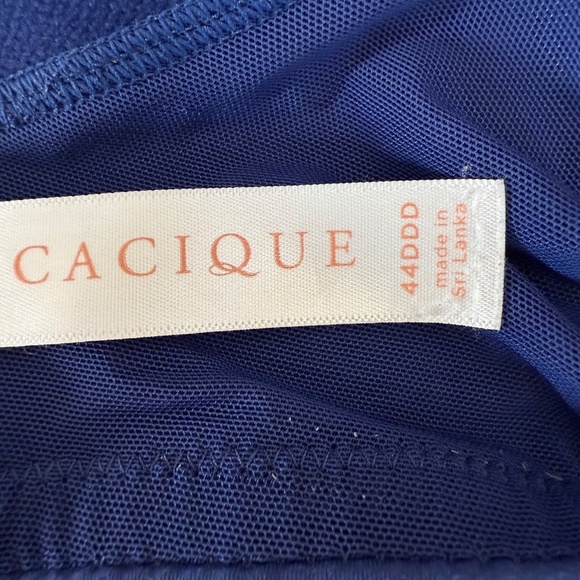 CACIQUE
44DDD
made in
Sri Lanka